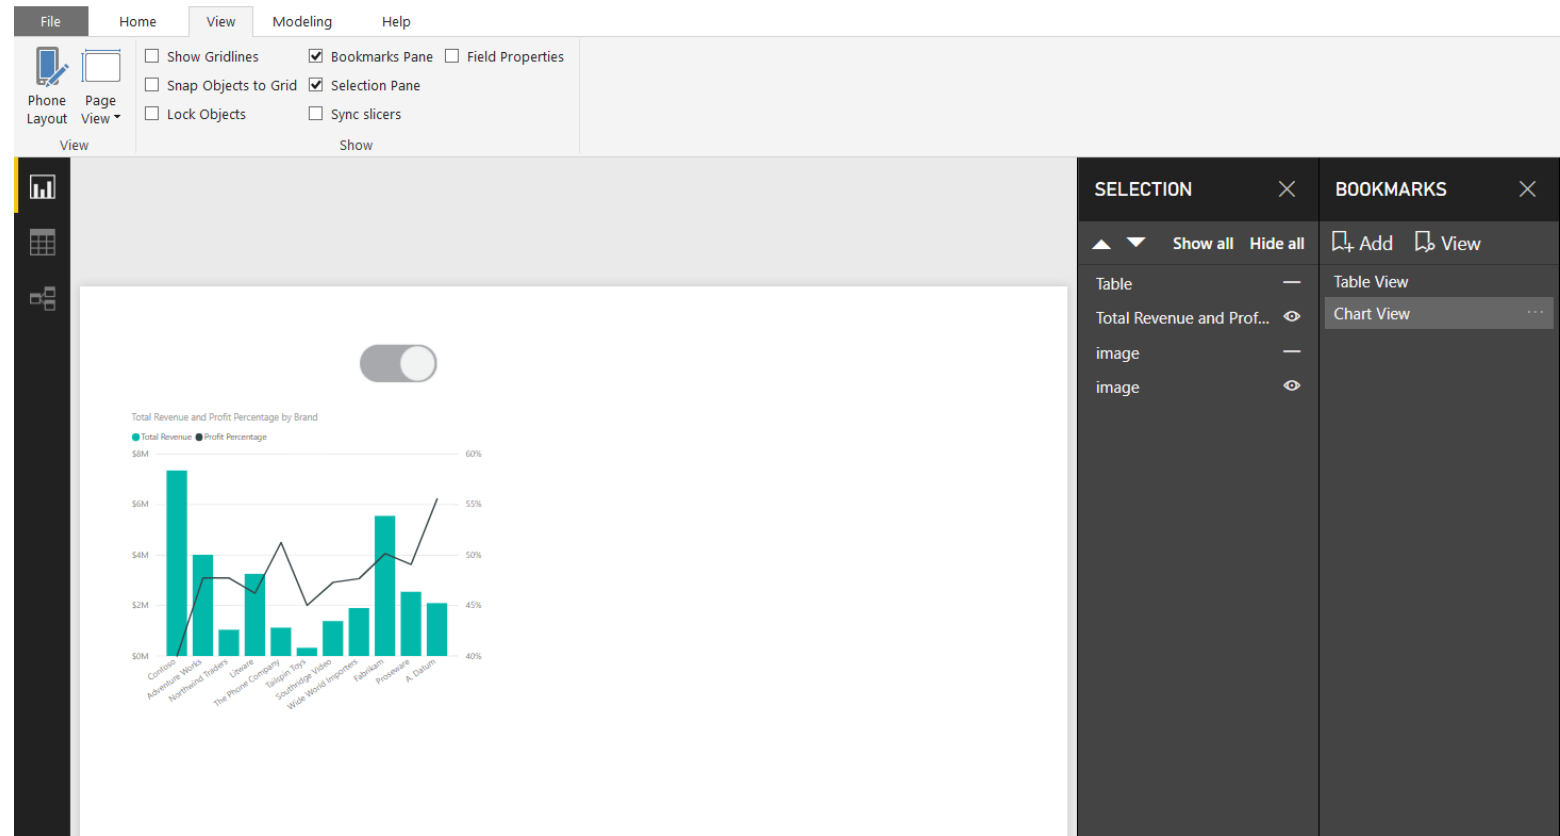 File Home View Modeling Help
Show Gridlines Bookmarks Pane Field Properties
Snap Objects to Grid Selection Pane
Phone Layout Page View Lock Objects Sync slicers
View Show
SELECTION BOOKMARKS
Show all Hide all Add View
Table Table View
Total Revenue and Prof... Chart View ...
image
image
Total Revenue and Profit Percentage by Brand
Total Revenue Profit Percentage
$8M 60%
$6M 55%
$4M 50%
$2M 45%
$0M 40%
Contoso
Adventure Works
Northwind Traders
Litware
The Phone Company
Tailspin Toys
Southridge Video
Wide World Importers
Fabrikam
Proseware
A. Datum